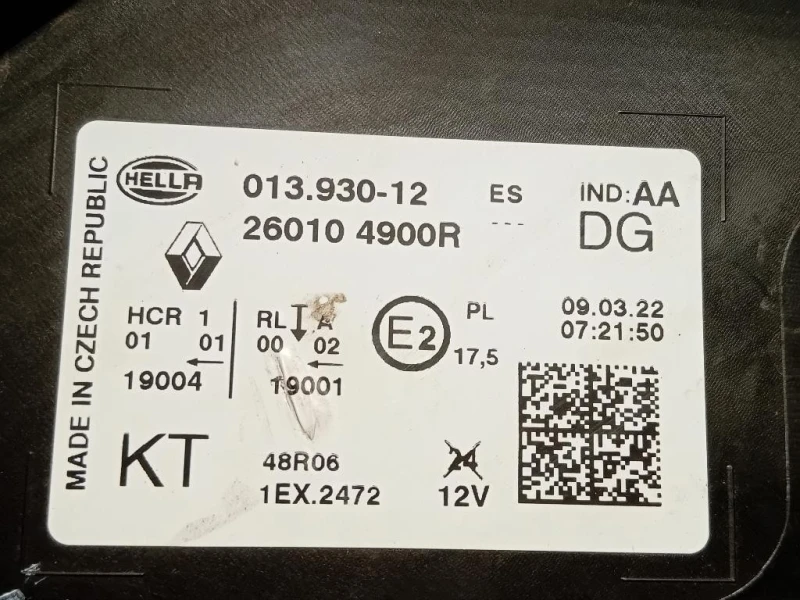 MADE IN CZECH REPUBLIC
HELLA 013.930-12 ES IND:AA
26010 4900R --- DG
HCR 1 RL A PL 09.03.22
01 01 00 02 E2 07:21:50
19004 19001 17,5
KT 48R06 24
1EX.2472 12V